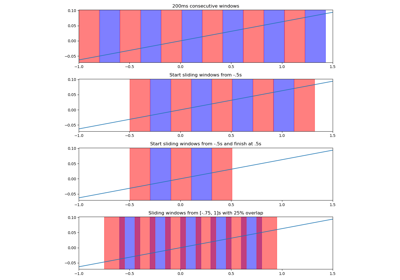 200ms consecutive windows
0.10
0.05
0.00
−0.05
−1.0 −0.5 0.0 0.5 1.0 1.5
Start sliding windows from -.5s
0.10
0.05
0.00
−0.05
−1.0 −0.5 0.0 0.5 1.0 1.5
Start sliding windows from -.5s and finish at .5s
0.10
0.05
0.00
−0.05
−1.0 −0.5 0.0 0.5 1.0 1.5
Sliding windows from [-.75, 1]s with 25% overlap
0.10
0.05
0.00
−0.05
−1.0 −0.5 0.0 0.5 1.0 1.5